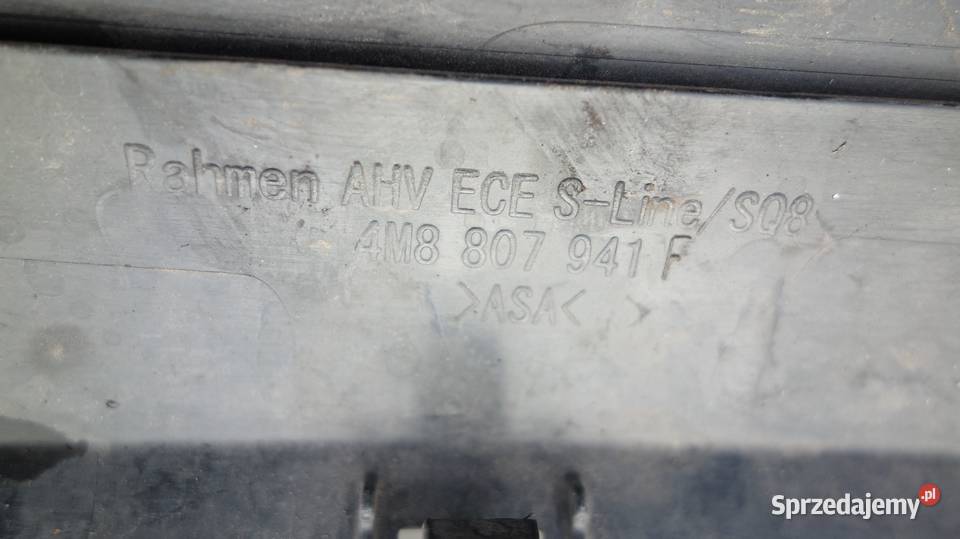 Rahmen AHV ECE S-Line/SQ8
4M8 807 941 F
>ASA<
Sprzedajemy.pl